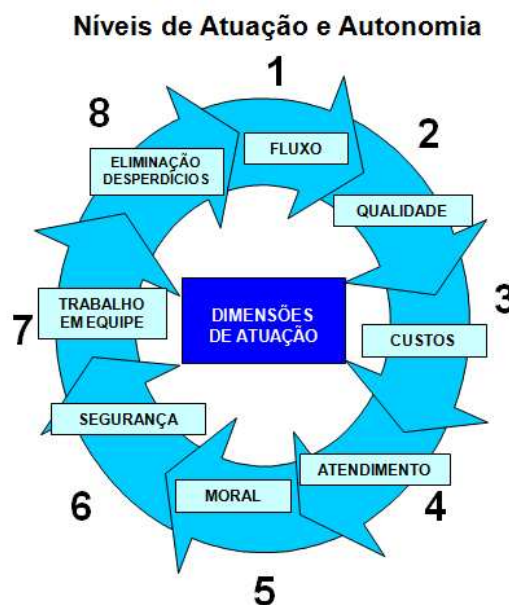 Níveis de Atuação e Autonomia
1
FLUXO
2
QUALIDADE
3
CUSTOS
4
ATENDIMENTO
5
MORAL
6
SEGURANÇA
7
TRABALHO
EM EQUIPE
8
ELIMINAÇÃO
DESPERDÍCIOS
DIMENSÕES
DE ATUAÇÃO